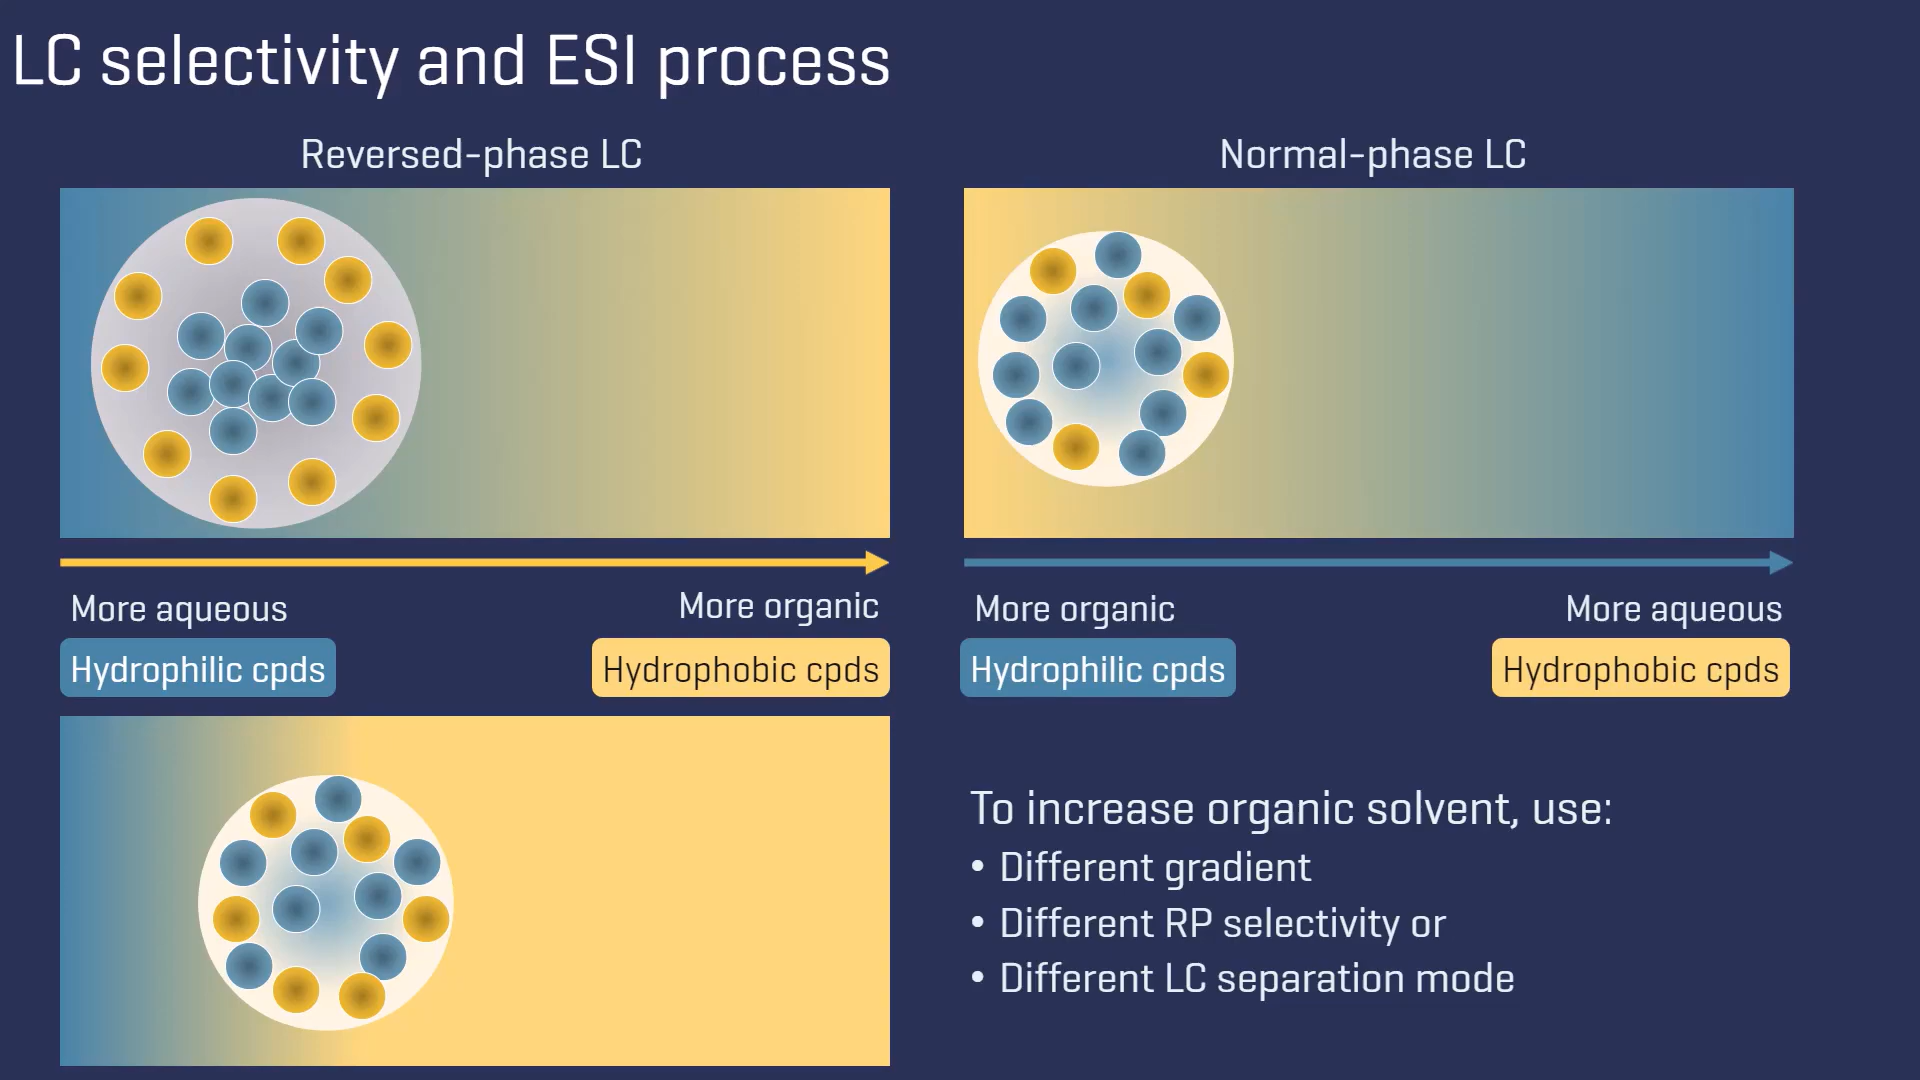 LC selectivity and ESI process
Reversed-phase LC
Normal-phase LC
More aqueous
More organic
Hydrophilic cpds
Hydrophobic cpds
More organic
More aqueous
Hydrophilic cpds
Hydrophobic cpds
To increase organic solvent, use:
• Different gradient
• Different RP selectivity or
• Different LC separation mode